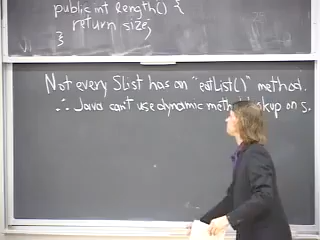 public int length() {
return size;
}
Not every Slist has an "eatList()" method.
∴ Java can't use dynamic method lookup on s.